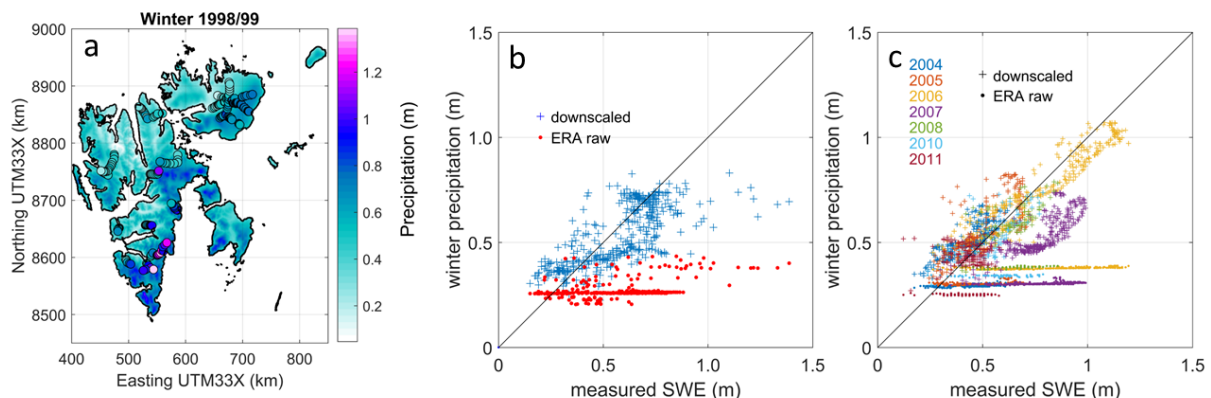 Winter 1998/99
a
9000
8900
8800
8700
8600
8500
Northing UTM33X (km)
400 500 600 700 800
Easting UTM33X (km)
1.2
1
0.8
0.6
0.4
0.2
Precipitation (m)
b
1.5
1.0
0.5
0
winter precipitation (m)
downscaled
ERA raw
0 0.5 1.0 1.5
measured SWE (m)
c
1.5
1.0
0.5
0
winter precipitation (m)
2004
2005
2006
2007
2008
2010
2011
downscaled
ERA raw
0 0.5 1 1.5
measured SWE (m)